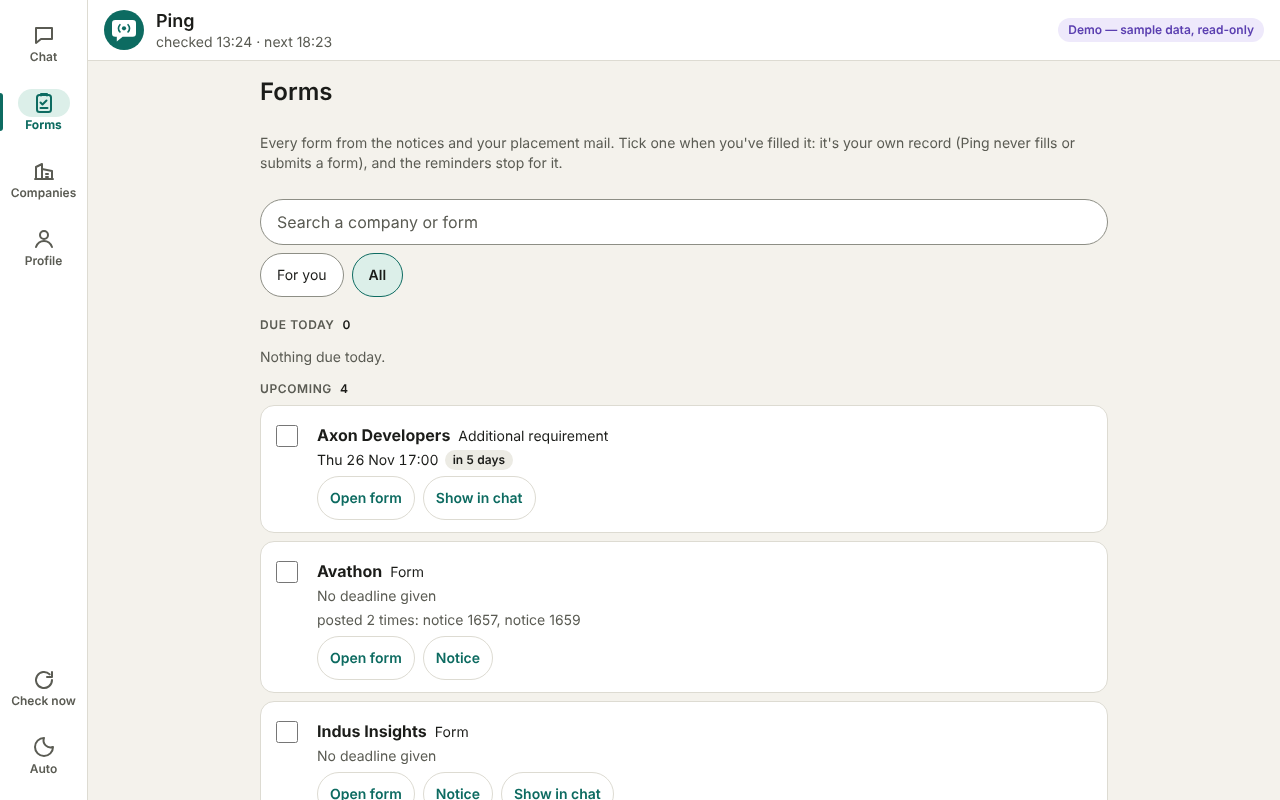 Ping
checked 13:24 · next 18:23
Demo — sample data, read-only
Chat
Forms
Companies
Profile
Check now
Auto
Forms
Every form from the notices and your placement mail. Tick one when you've filled it: it's your own record (Ping never fills or
submits a form), and the reminders stop for it.
Search a company or form
For you
All
DUE TODAY 0
Nothing due today.
UPCOMING 4
Axon Developers Additional requirement
Thu 26 Nov 17:00 in 5 days
Open form Show in chat
Avathon Form
No deadline given
posted 2 times: notice 1657, notice 1659
Open form Notice
Indus Insights Form
No deadline given
Open form Notice Show in chat